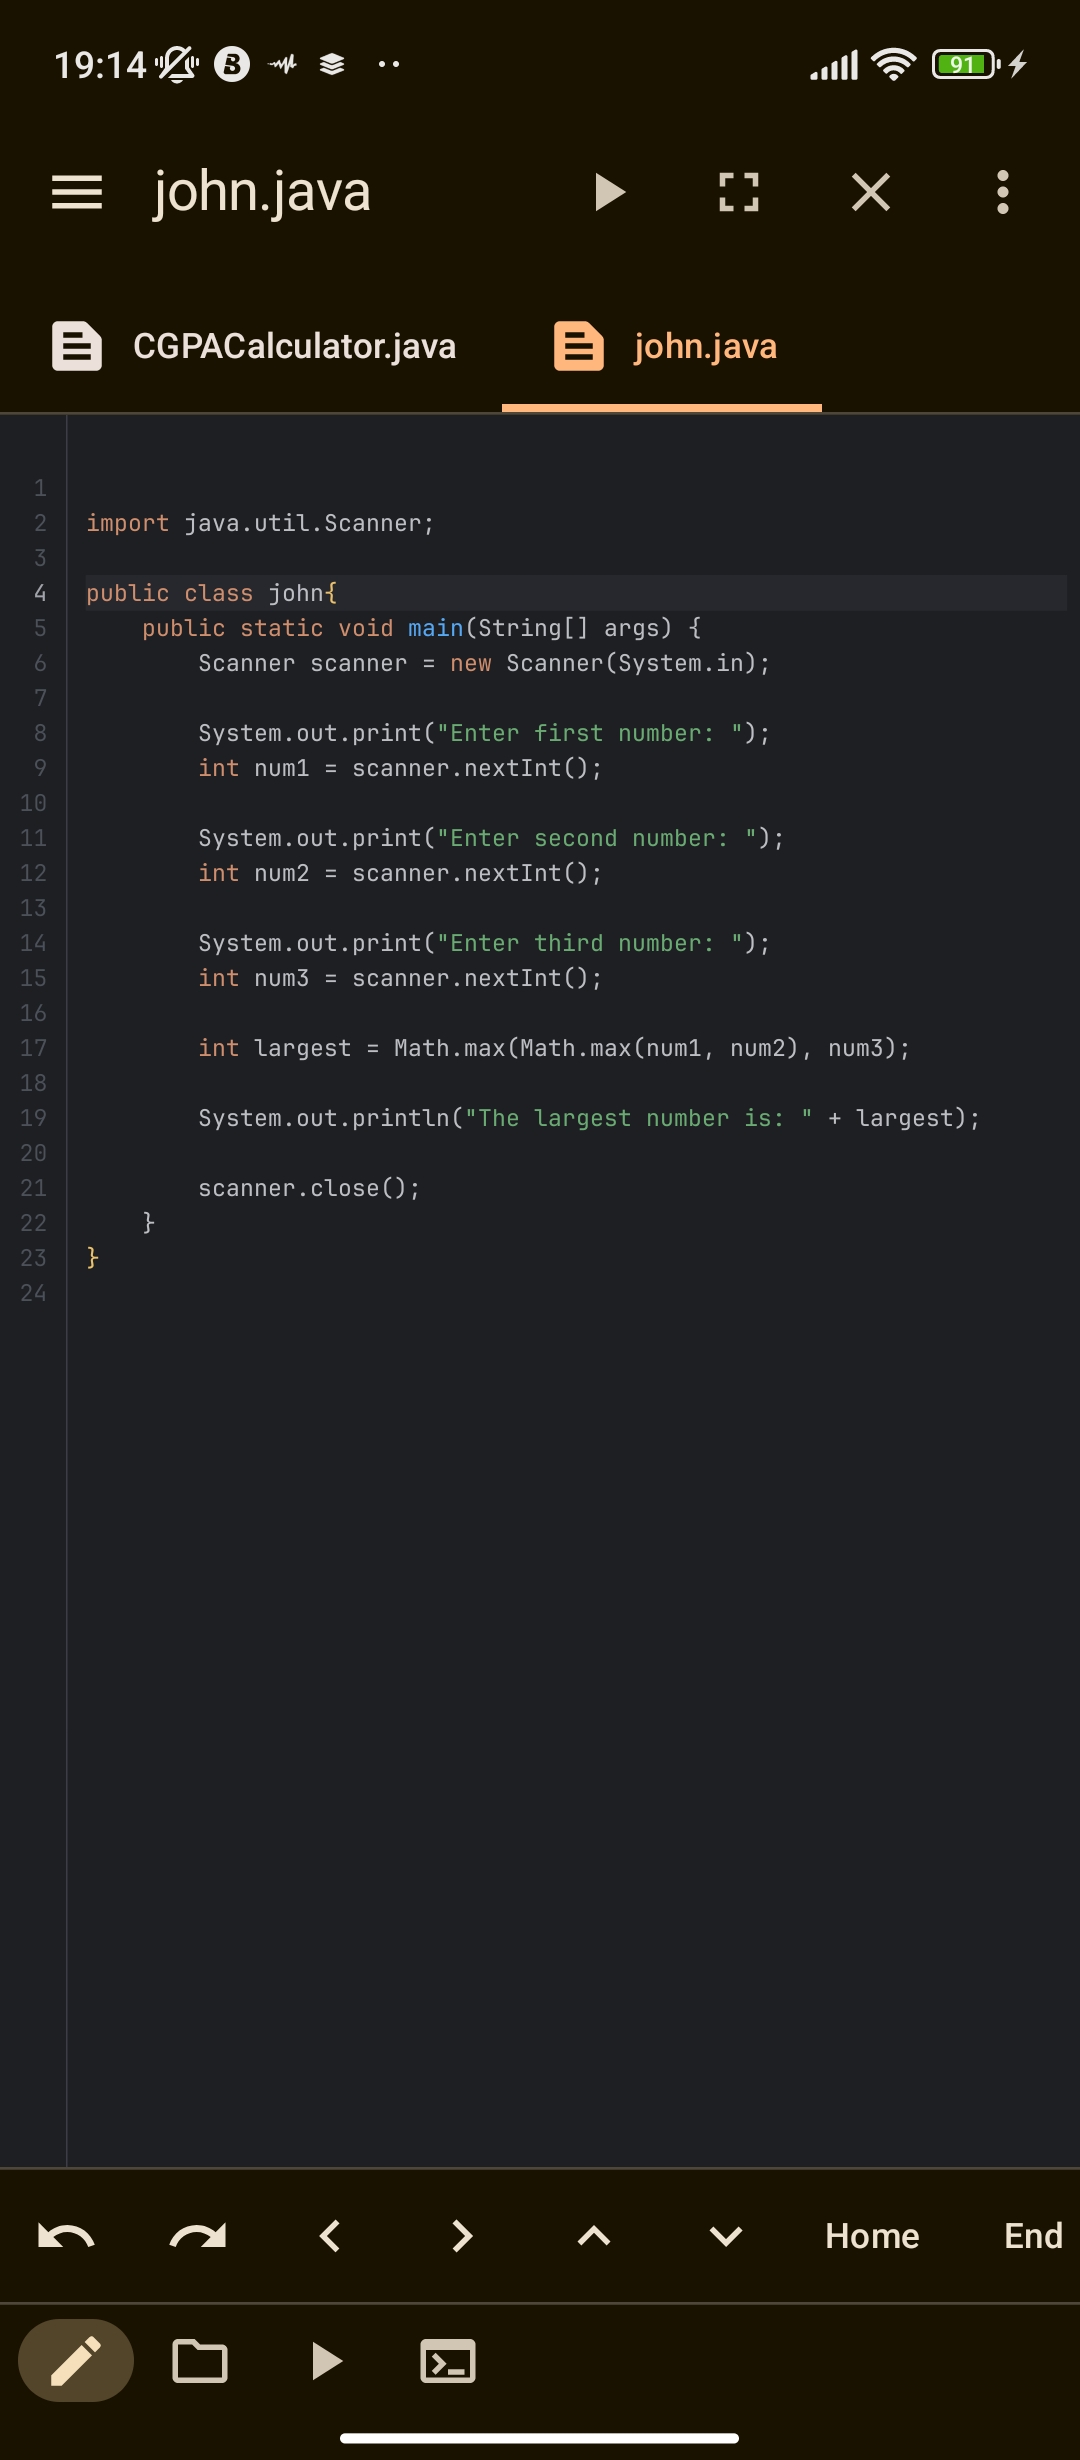 19:14
91
john.java
CGPACalculator.java
john.java
1
2 import java.util.Scanner;
3
4 public class john{
5     public static void main(String[] args) {
6         Scanner scanner = new Scanner(System.in);
7
8         System.out.print("Enter first number: ");
9         int num1 = scanner.nextInt();
10
11         System.out.print("Enter second number: ");
12         int num2 = scanner.nextInt();
13
14         System.out.print("Enter third number: ");
15         int num3 = scanner.nextInt();
16
17         int largest = Math.max(Math.max(num1, num2), num3);
18
19         System.out.println("The largest number is: " + largest);
20
21         scanner.close();
22     }
23 }
24
Home End